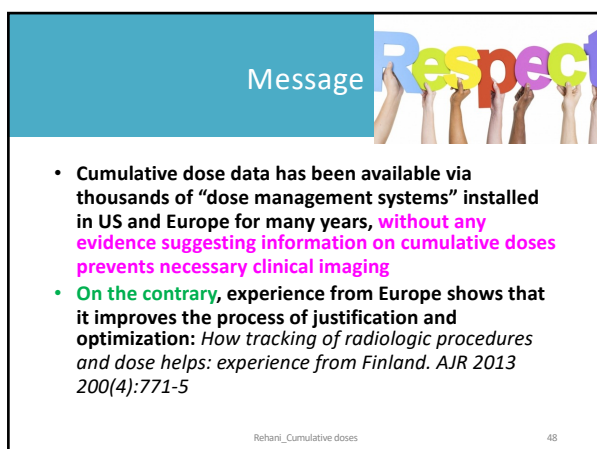 Message
Respect
• Cumulative dose data has been available via
thousands of “dose management systems” installed
in US and Europe for many years, without any
evidence suggesting information on cumulative doses
prevents necessary clinical imaging
• On the contrary, experience from Europe shows that
it improves the process of justification and
optimization: How tracking of radiologic procedures
and dose helps: experience from Finland. AJR 2013
200(4):771-5
Rehani_Cumulative doses
48